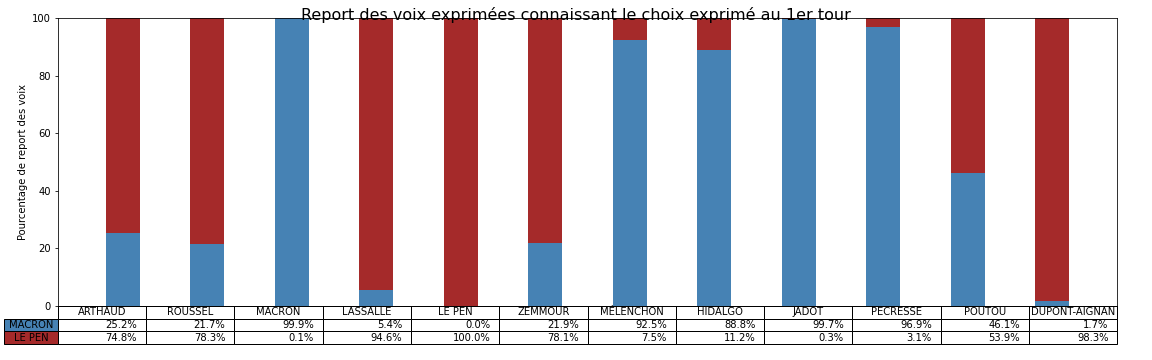 Report des voix exprimées connaissant le choix exprimé au 1er tour
100
80
60
40
20
0
Pourcentage de report des voix
ARTHAUD ROUSSEL MACRON LASSALLE LE PEN ZEMMOUR MÉLENCHON HIDALGO JADOT PÉCRESSE POUTOU DUPONT-AIGNAN
MACRON 25.2% 21.7% 99.9% 5.4% 0.0% 21.9% 92.5% 88.8% 99.7% 96.9% 46.1% 1.7%
LE PEN 74.8% 78.3% 0.1% 94.6% 100.0% 78.1% 7.5% 11.2% 0.3% 3.1% 53.9% 98.3%